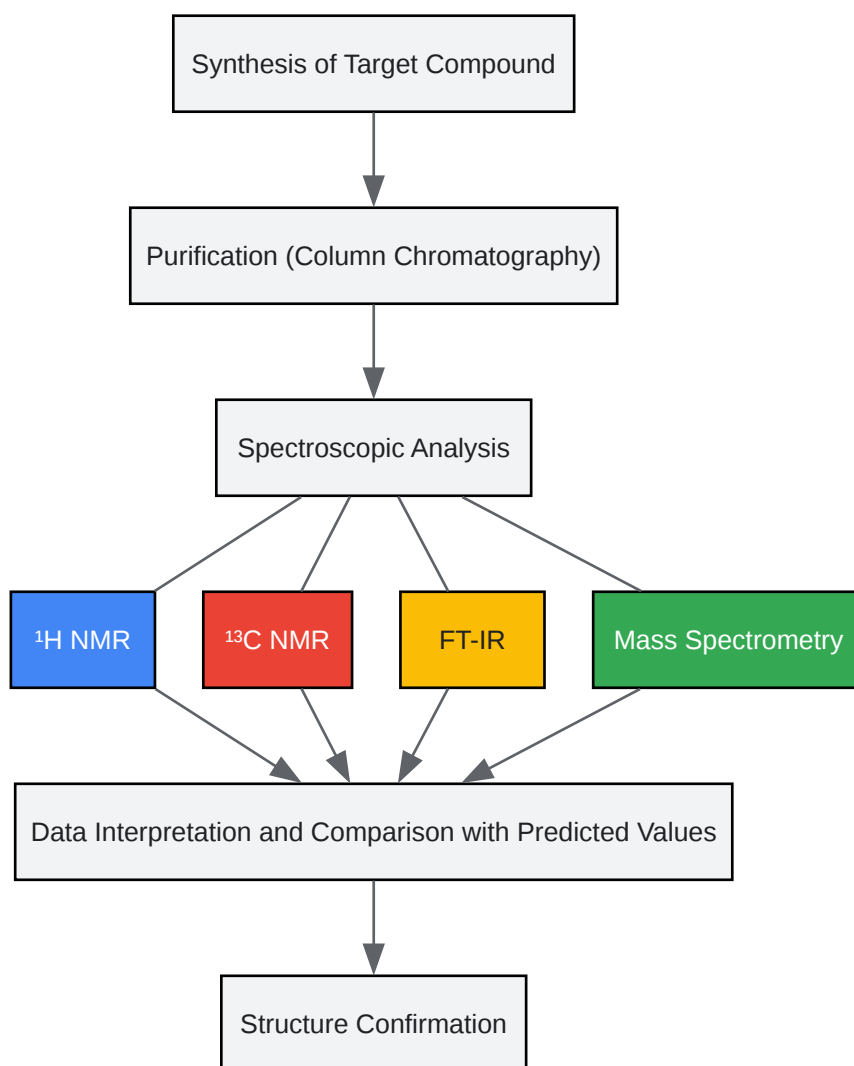 Synthesis of Target Compound
Purification (Column Chromatography)
Spectroscopic Analysis
¹H NMR
¹³C NMR
FT-IR
Mass Spectrometry
Data Interpretation and Comparison with Predicted Values
Structure Confirmation